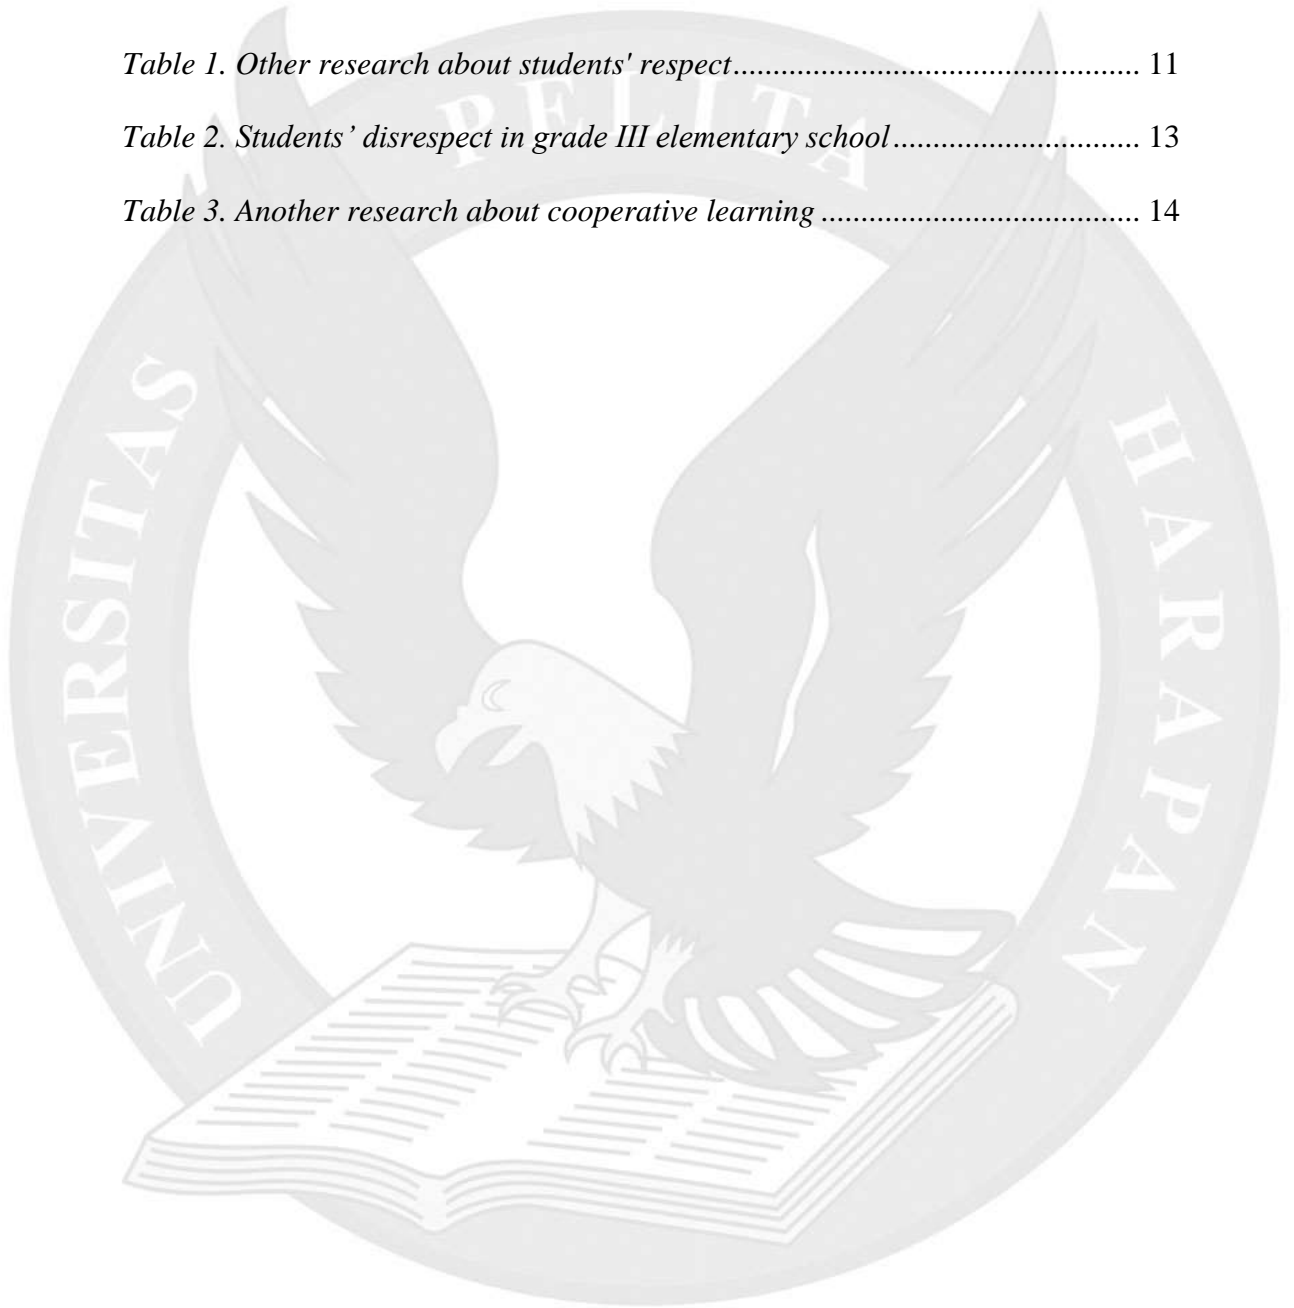 Table 1. Other research about students' respect.................................................. 11
Table 2. Students’ disrespect in grade III elementary school.............................. 13
Table 3. Another research about cooperative learning ....................................... 14
UNIVERSITAS PELITA HARAPAN